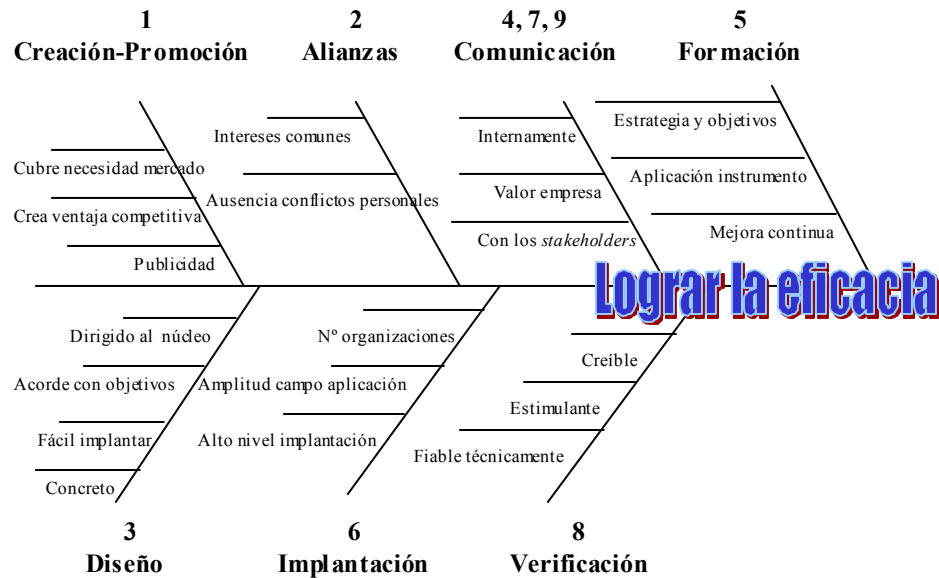 1
Creación-Promoción
2
Alianzas
4, 7, 9
Comunicación
5
Formación
Cubre necesidad mercado
Crea ventaja competitiva
Publicidad
Intereses comunes
Ausencia conflictos personales
Internamente
Valor empresa
Con los stakeholders
Estrategia y objetivos
Aplicación instrumento
Mejora continua
Lograr la eficacia
Dirigido al núcleo
Acorde con objetivos
Fácil implantar
Concreto
Nº organizaciones
Amplitud campo aplicación
Alto nivel implantación
Creíble
Estimulante
Fiable técnicamente
3
Diseño
6
Implantación
8
Verificación